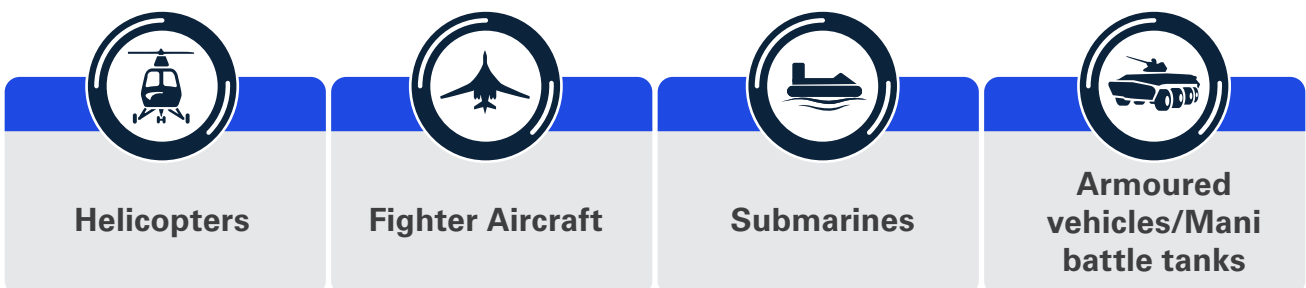 Helicopters
Fighter Aircraft
Submarines
Armoured
vehicles/Mani
battle tanks